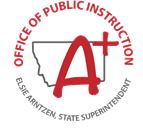 OFFICE OF PUBLIC INSTRUCTION
A+
ELSIE ARNTZEN, STATE SUPERINTENDENT